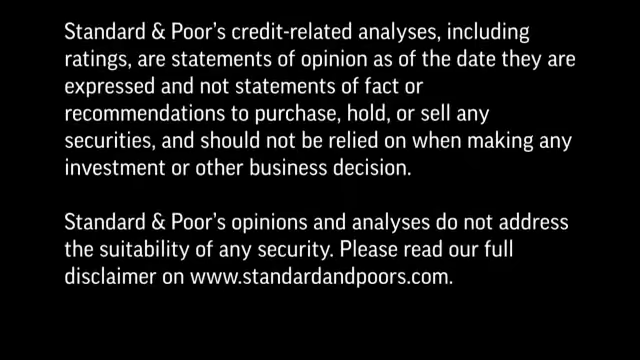 Standard & Poor's credit-related analyses, including
ratings, are statements of opinion as of the date they are
expressed and not statements of fact or
recommendations to purchase, hold, or sell any
securities, and should not be relied on when making any
investment or other business decision.
Standard & Poor's opinions and analyses do not address
the suitability of any security. Please read our full
disclaimer on www.standardandpoors.com.